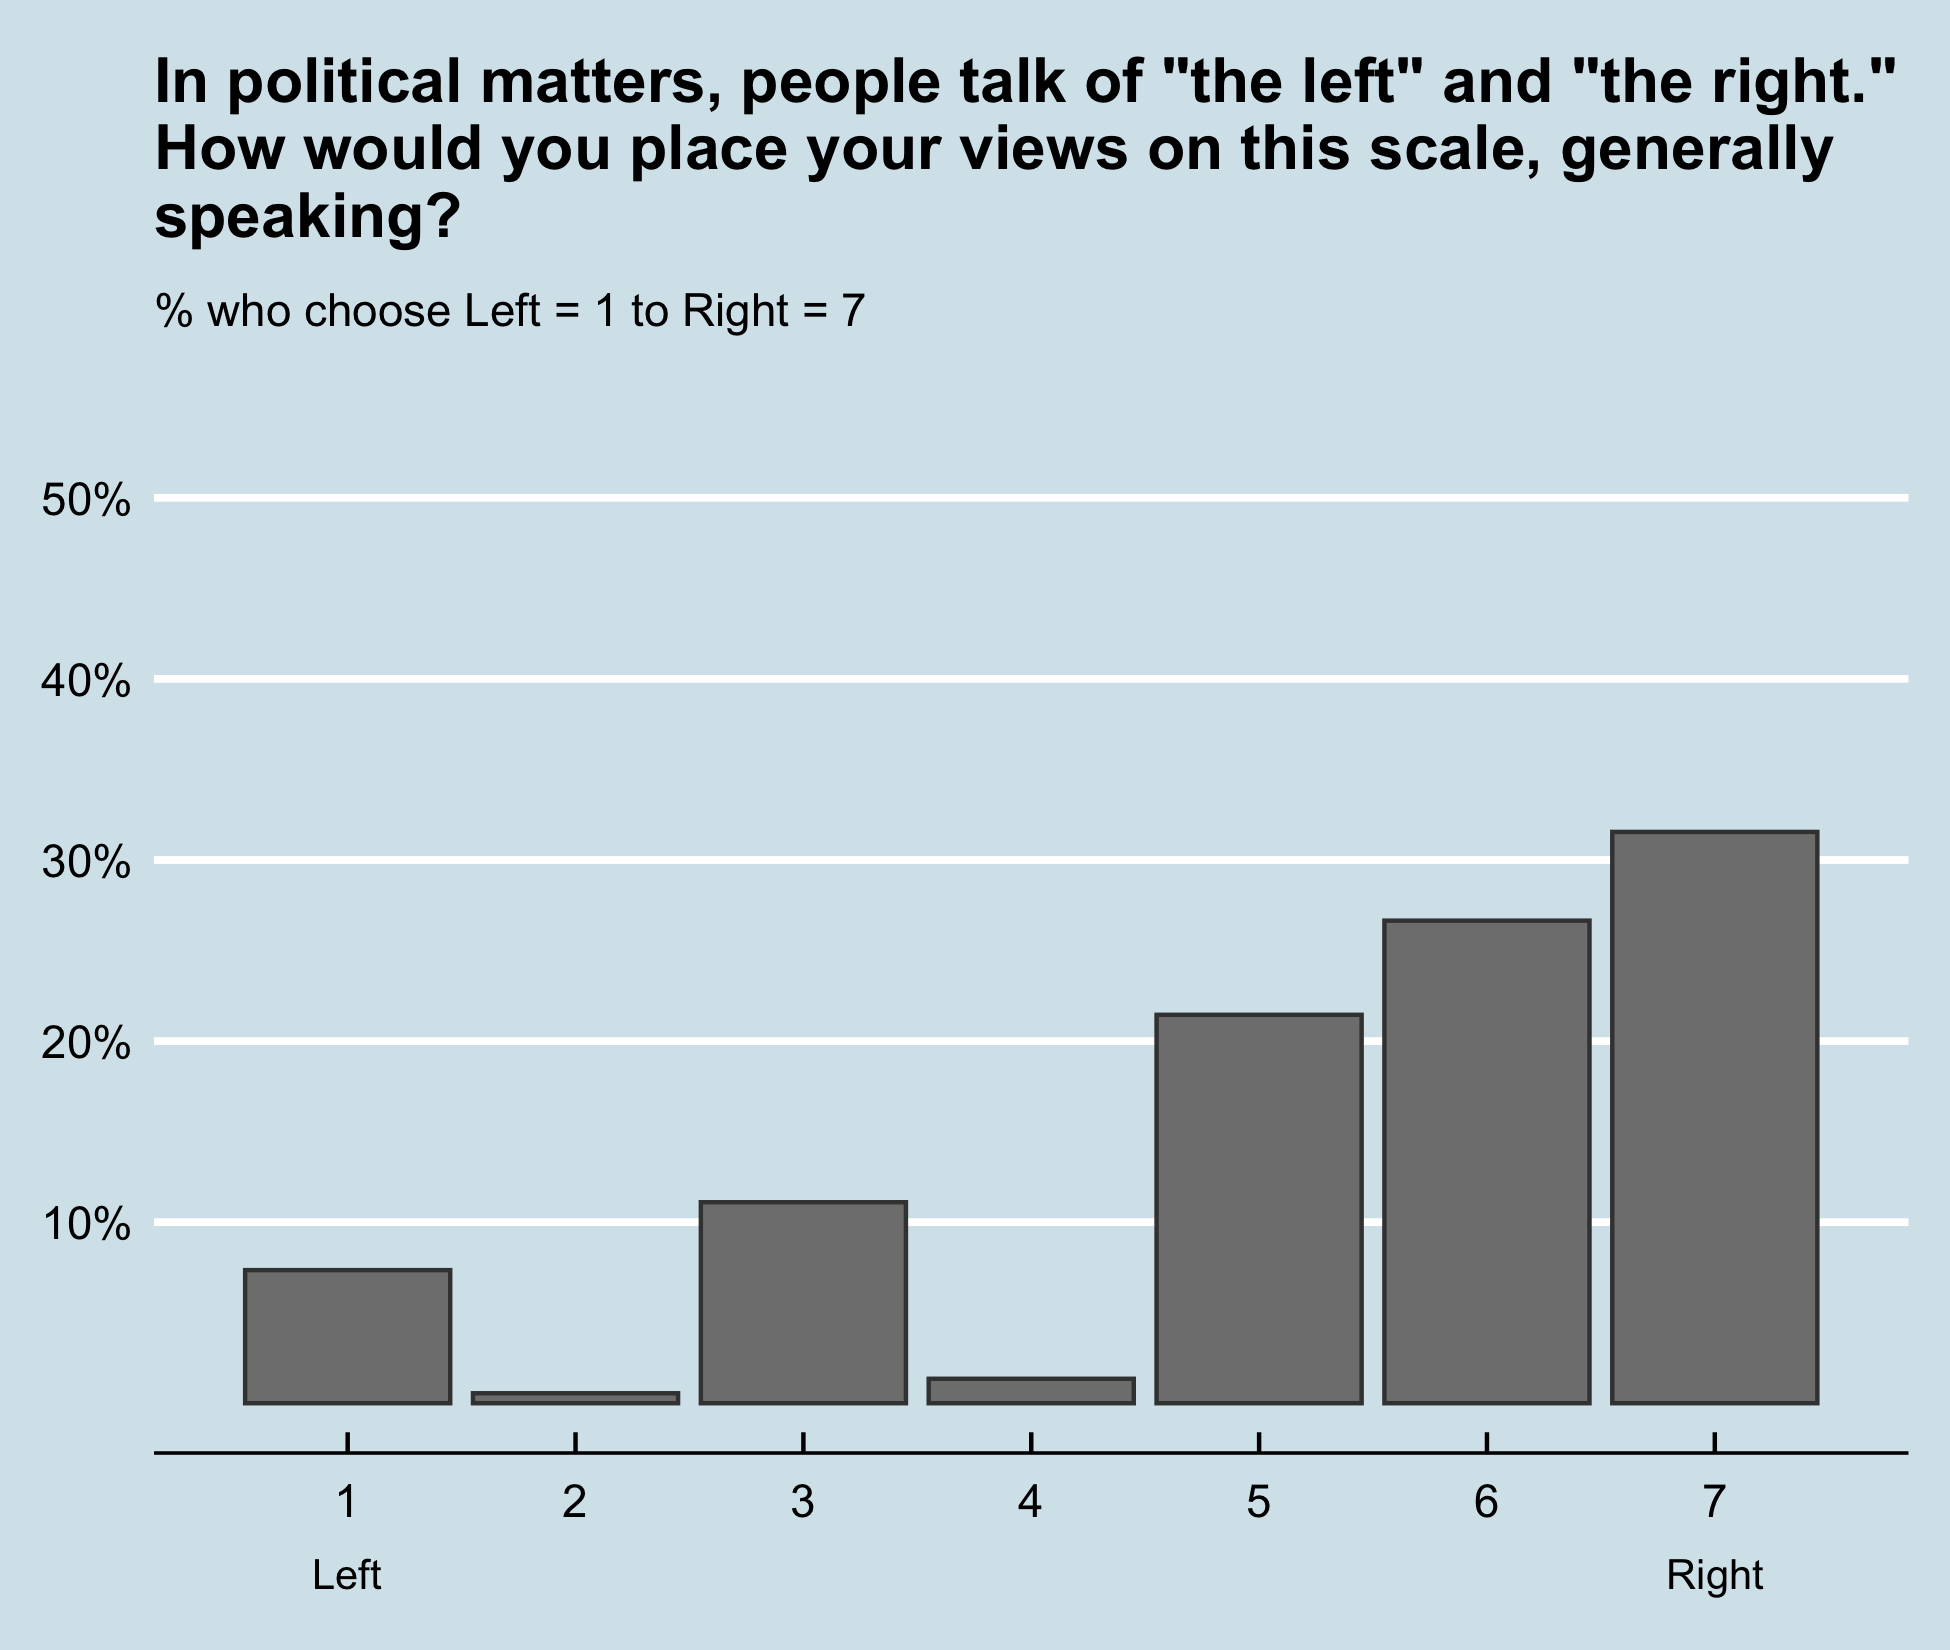 In political matters, people talk of "the left" and "the right."
How would you place your views on this scale, generally
speaking?
% who choose Left = 1 to Right = 7
50%
40%
30%
20%
10%
1 2 3 4 5 6 7
Left Right